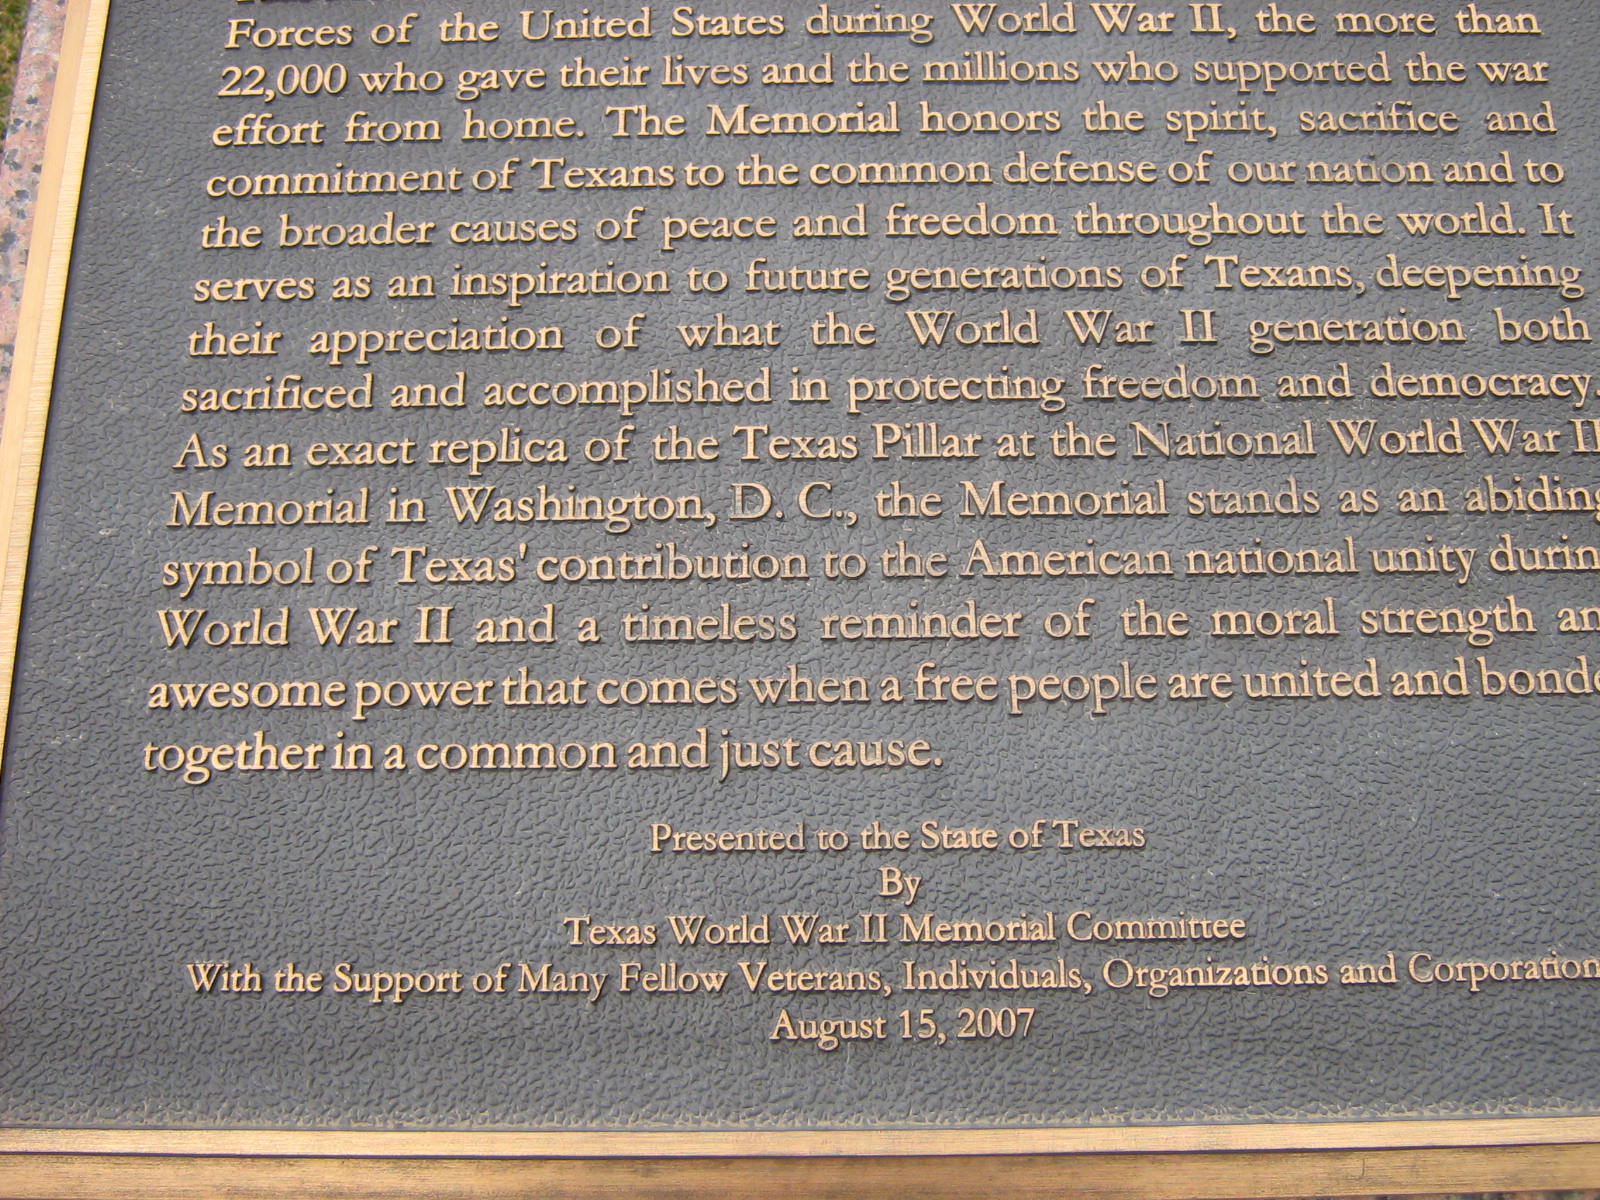 Forces of the United States during World War II, the more than
22,000 who gave their lives and the millions who supported the war
effort from home. The Memorial honors the spirit, sacrifice and
commitment of Texans to the common defense of our nation and to
the broader causes of peace and freedom throughout the world. It
serves as an inspiration to future generations of Texans, deepening
their appreciation of what the World War II generation both
sacrificed and accomplished in protecting freedom and democracy.
As an exact replica of the Texas Pillar at the National World War II
Memorial in Washington, D. C., the Memorial stands as an abiding
symbol of Texas' contribution to the American national unity durin
World War II and a timeless reminder of the moral strength an
awesome power that comes when a free people are united and bonde
together in a common and just cause.
Presented to the State of Texas
By
Texas World War II Memorial Committee
With the Support of Many Fellow Veterans, Individuals, Organizations and Corporation
August 15, 2007